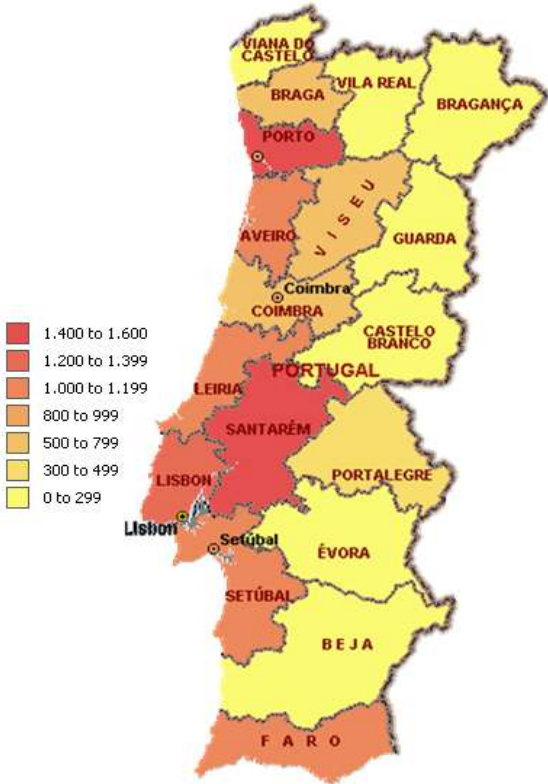 VIANA DO
CASTELO
BRAGA
VILA REAL
BRAGANÇA
PORTO
AVEIRO
VISEU
GUARDA
Coimbra
COIMBRA
CASTELO
BRANCO
LEIRIA
PORTUGAL
SANTARÉM
PORTALEGRE
LISBON
Lisbon
Setúbal
ÉVORA
SETÚBAL
BEJA
FARO
1.400 to 1.600
1.200 to 1.399
1.000 to 1.199
800 to 999
500 to 799
300 to 499
0 to 299